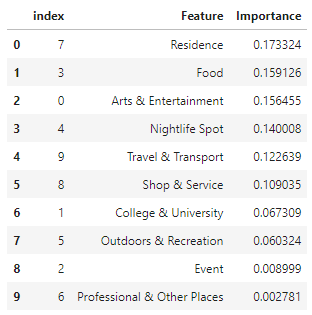 index Feature Importance
0 7 Residence 0.173324
1 3 Food 0.159126
2 0 Arts & Entertainment 0.156455
3 4 Nightlife Spot 0.140008
4 9 Travel & Transport 0.122639
5 8 Shop & Service 0.109035
6 1 College & University 0.067309
7 5 Outdoors & Recreation 0.060324
8 2 Event 0.008999
9 6 Professional & Other Places 0.002781